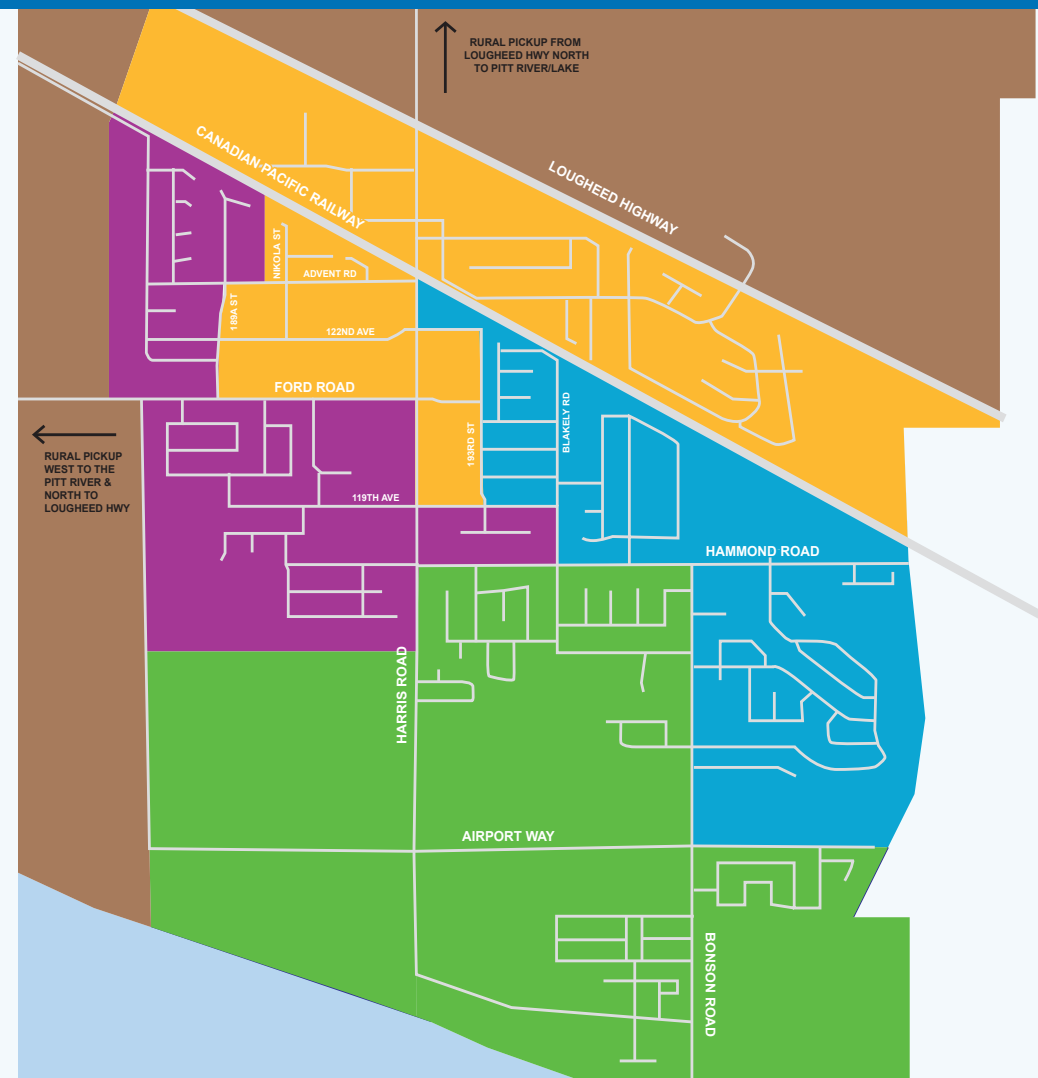 RURAL PICKUP FROM
LOUGHEED HWY NORTH
TO PITT RIVER/LAKE
CANADIAN PACIFIC RAILWAY
LOUGHEED HIGHWAY
NIKOLA ST
ADVENT RD
189A ST
122ND AVE
FORD ROAD
BLAKELY RD
193RD ST
RURAL PICKUP
WEST TO THE
PITT RIVER &
NORTH TO
LOUGHEED HWY
119TH AVE
HAMMOND ROAD
HARRIS ROAD
AIRPORT WAY
BONSON ROAD